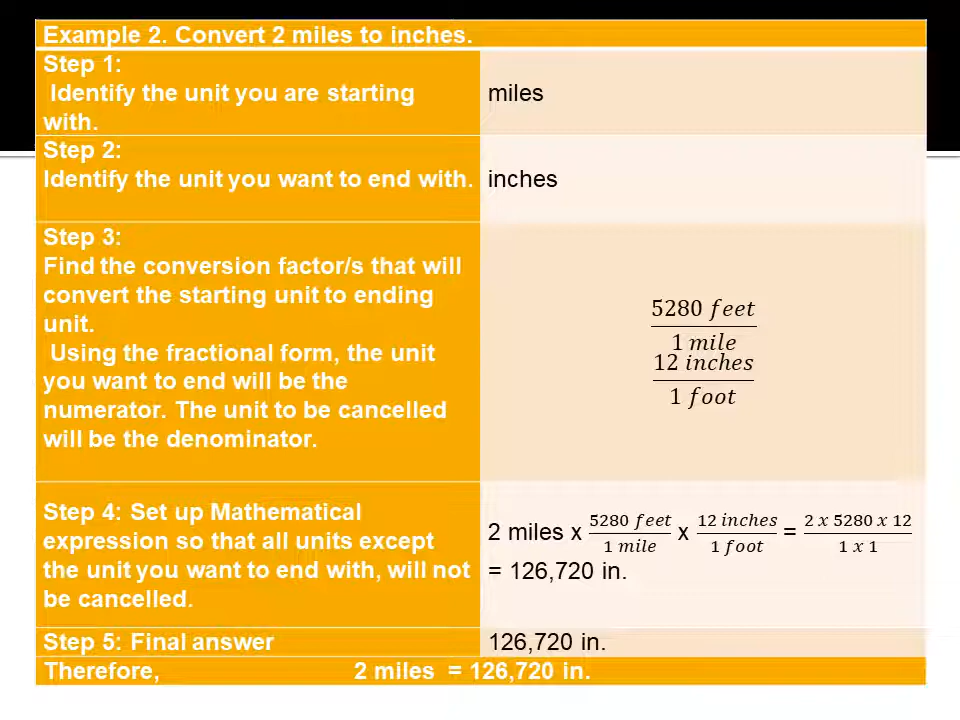 Example 2. Convert 2 miles to inches.
Step 1:
Identify the unit you are starting
with.
miles
Step 2:
Identify the unit you want to end with.
inches
Step 3:
Find the conversion factor/s that will
convert the starting unit to ending
unit.
Using the fractional form, the unit
you want to end will be the
numerator. The unit to be cancelled
will be the denominator.
5280 feet
1 mile
12 inches
1 foot
Step 4: Set up Mathematical
expression so that all units except
the unit you want to end with, will not
be cancelled.
2 miles x 5280 feet/1 mile x 12 inches/1 foot = 2 x 5280 x 12/1 x 1
= 126,720 in.
Step 5: Final answer
126,720 in.
Therefore, 2 miles = 126,720 in.